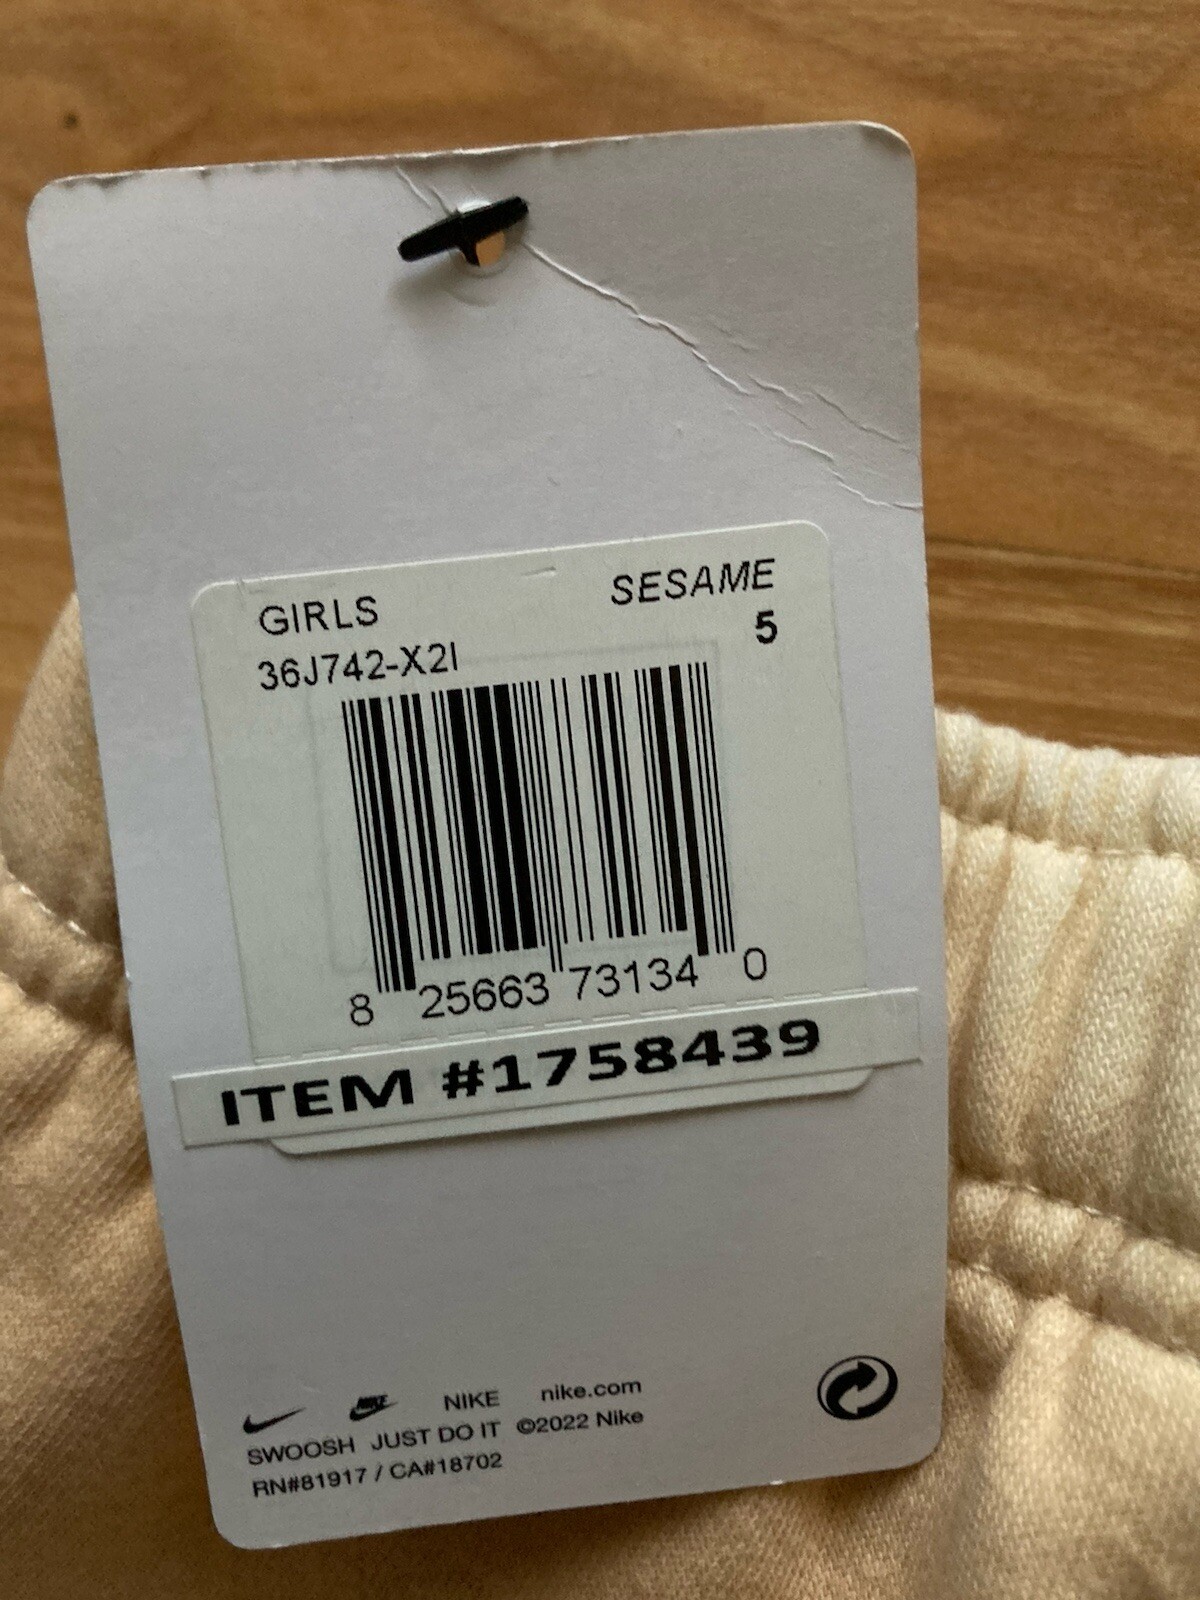 GIRLS SESAME
36J742-X2I 5
8 25663 73134 0
ITEM #1758439
NIKE NIKE nike.com
SWOOSH JUST DO IT ©2022 Nike
RN#81917 / CA#18702